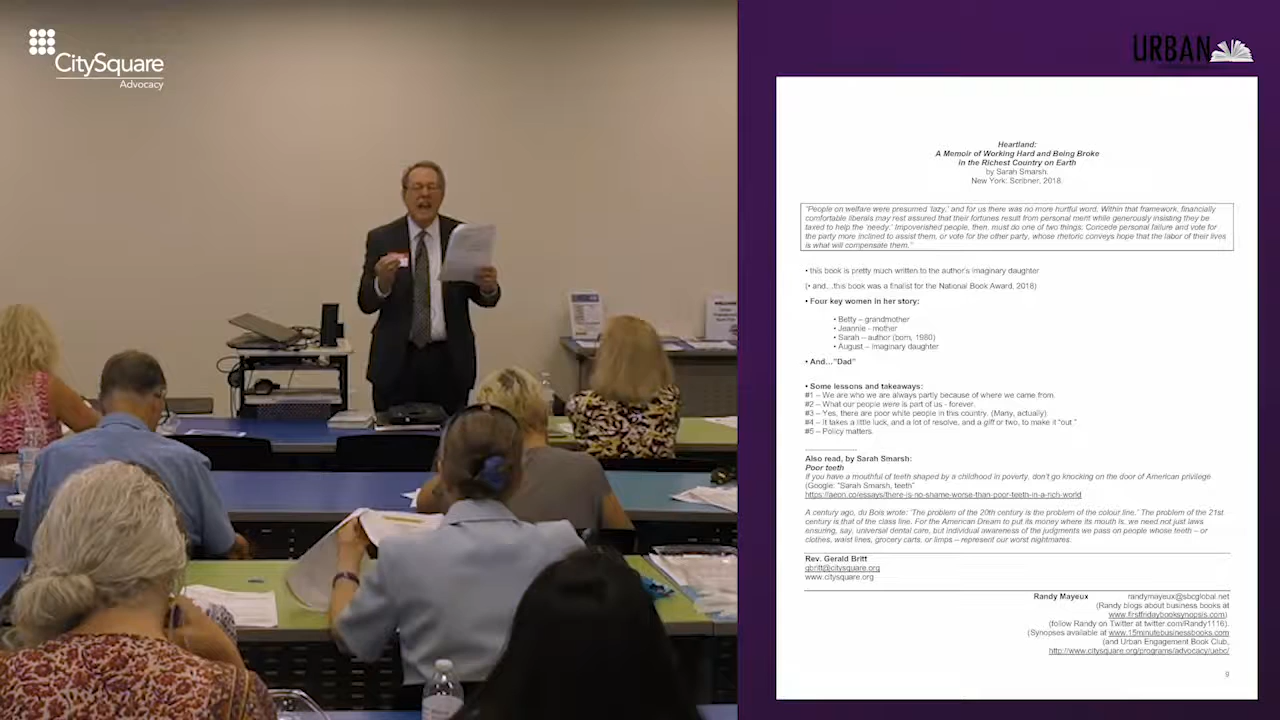 CitySquare
Advocacy
URBAN
Heartland:
A Memoir of Working Hard and Being Broke
in the Richest Country on Earth
by Sarah Smarsh.
New York: Scribner, 2018
"People on welfare were presumed 'lazy,' and for us there was no more hurtful word. Within that framework, financially
comfortable liberals may rest assured that their fortunes result from personal merit while generously insisting they be
taxed to help the 'needy.' Impoverished people, then, must do one of two things: Concede personal failure and vote for
the party more inclined to assist them, or vote for the other party, whose rhetoric conveys hope that the labor of their lives
is what will compensate them."
• this book is pretty much written to the author's imaginary daughter
(• and...this book was a finalist for the National Book Award, 2018)
• Four key women in her story:
• Betty – grandmother
• Jeannie - mother
• Sarah – author (born, 1980)
• August – imaginary daughter
• And…"Dad"
• Some lessons and takeaways:
#1 – We are who we are always partly because of where we came from.
#2 – What our people were is part of us - forever.
#3 – Yes, there are poor white people in this country. (Many, actually)
#4 – It takes a little luck, and a lot of resolve, and a gift or two, to make it "out."
#5 – Policy matters.
Also read, by Sarah Smarsh:
Poor teeth
If you have a mouthful of teeth shaped by a childhood in poverty, don't go knocking on the door of American privilege
(Google: "Sarah Smarsh, teeth"
https://aeon.co/essays/there-is-no-shame-worse-than-poor-teeth-in-a-rich-world
A century ago, du Bois wrote: 'The problem of the 20th century is the problem of the colour line.' The problem of the 21st
century is that of the class line. For the American Dream to put its money where its mouth is, we need not just laws
ensuring, say, universal dental care, but individual awareness of the judgments we pass on people whose teeth – or
clothes, waist lines, grocery carts, or limps – represent our worst nightmares.
Rev. Gerald Britt
gbritt@citysquare.org
www.citysquare.org
Randy Mayeux randymayeux@sbcglobal.net
(Randy blogs about business books at
www.firstfridaybooksynopsis.com)
(follow Randy on Twitter at twitter.com/Randy1116).
(Synopses available at www.15minutebusinessbooks.com
(and Urban Engagement Book Club,
http://www.citysquare.org/programs/advocacy/uebc/
9